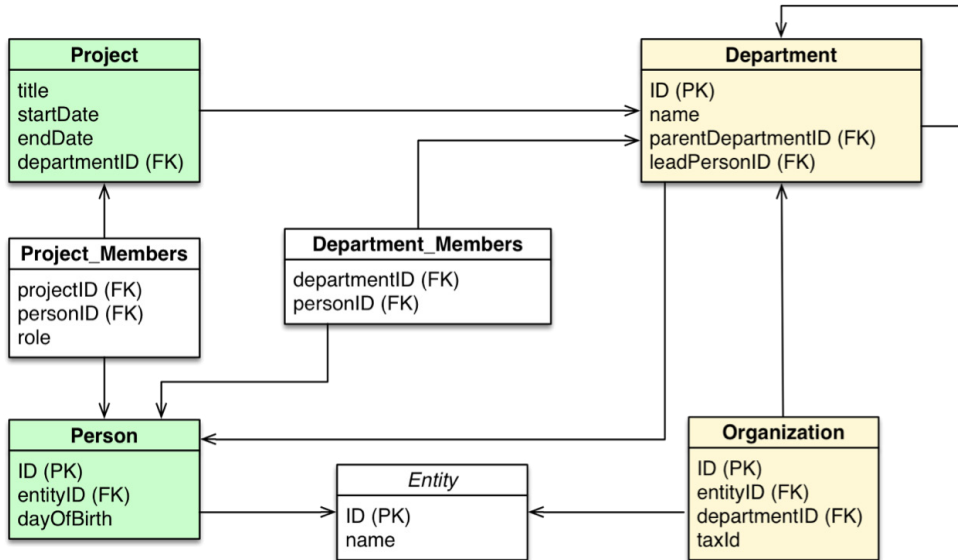 Project
title
startDate
endDate
departmentID (FK)
Department
ID (PK)
name
parentDepartmentID (FK)
leadPersonID (FK)
Project_Members
projectID (FK)
personID (FK)
role
Department_Members
departmentID (FK)
personID (FK)
Person
ID (PK)
entityID (FK)
dayOfBirth
Entity
ID (PK)
name
Organization
ID (PK)
entityID (FK)
departmentID (FK)
taxId